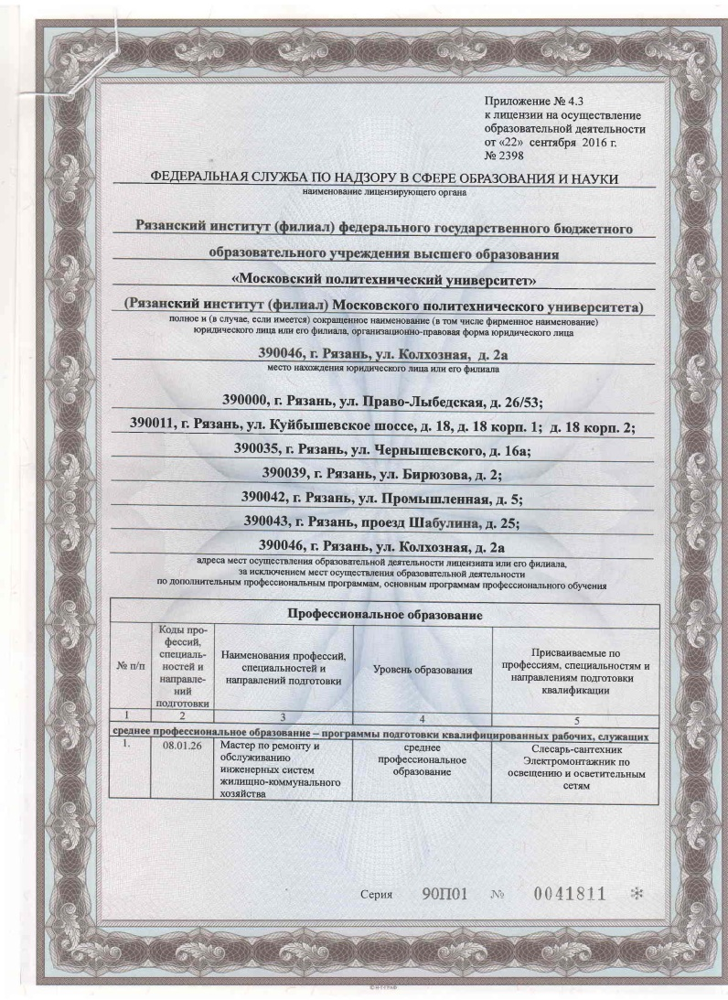 Приложение № 4.3
к лицензии на осуществление
образовательной деятельности
от «22» сентября 2016 г.
№ 2398
ФЕДЕРАЛЬНАЯ СЛУЖБА ПО НАДЗОРУ В СФЕРЕ ОБРАЗОВАНИЯ И НАУКИ
наименование лицензирующего органа
Рязанский институт (филиал) федерального государственного бюджетного
образовательного учреждения высшего образования
«Московский политехнический университет»
(Рязанский институт (филиал) Московского политехнического университета)
полное и (в случае, если имеется) сокращенное наименование (в том числе фирменное наименование)
юридического лица или его филиала, организационно-правовая форма юридического лица
390046, г. Рязань, ул. Колхозная, д. 2а
место нахождения юридического лица или его филиала
390000, г. Рязань, ул. Право-Лыбедская, д. 26/53;
390011, г. Рязань, ул. Куйбышевское шоссе, д. 18, д. 18 корп. 1; д. 18 корп. 2;
390035, г. Рязань, ул. Чернышевского, д. 16а;
390039, г. Рязань, ул. Бирюзова, д. 2;
390042, г. Рязань, ул. Промышленная, д. 5;
390043, г. Рязань, проезд Шабулина, д. 25;
390046, г. Рязань, ул. Колхозная, д. 2а
адреса мест осуществления образовательной деятельности лицензиата или его филиала,
за исключением мест осуществления образовательной деятельности
по дополнительным профессиональным программам, основным программам профессионального обучения
Профессиональное образование
№ п/п
Коды про-
фессий,
специаль-
ностей и
направле-
ний
подготовки
Наименования профессий,
специальностей и
направлений подготовки
Уровень образования
Присваиваемые по
профессиям, специальностям и
направлениям подготовки
квалификации
1 2 3 4 5
среднее профессиональное образование – программы подготовки квалифицированных рабочих, служащих
1.
08.01.26
Мастер по ремонту и
обслуживанию
инженерных систем
жилищно-коммунального
хозяйства
среднее
профессиональное
образование
Слесарь-сантехник
Электромонтажник по
освещению и осветительным
сетям
Серия 90П01 № 0041811 *